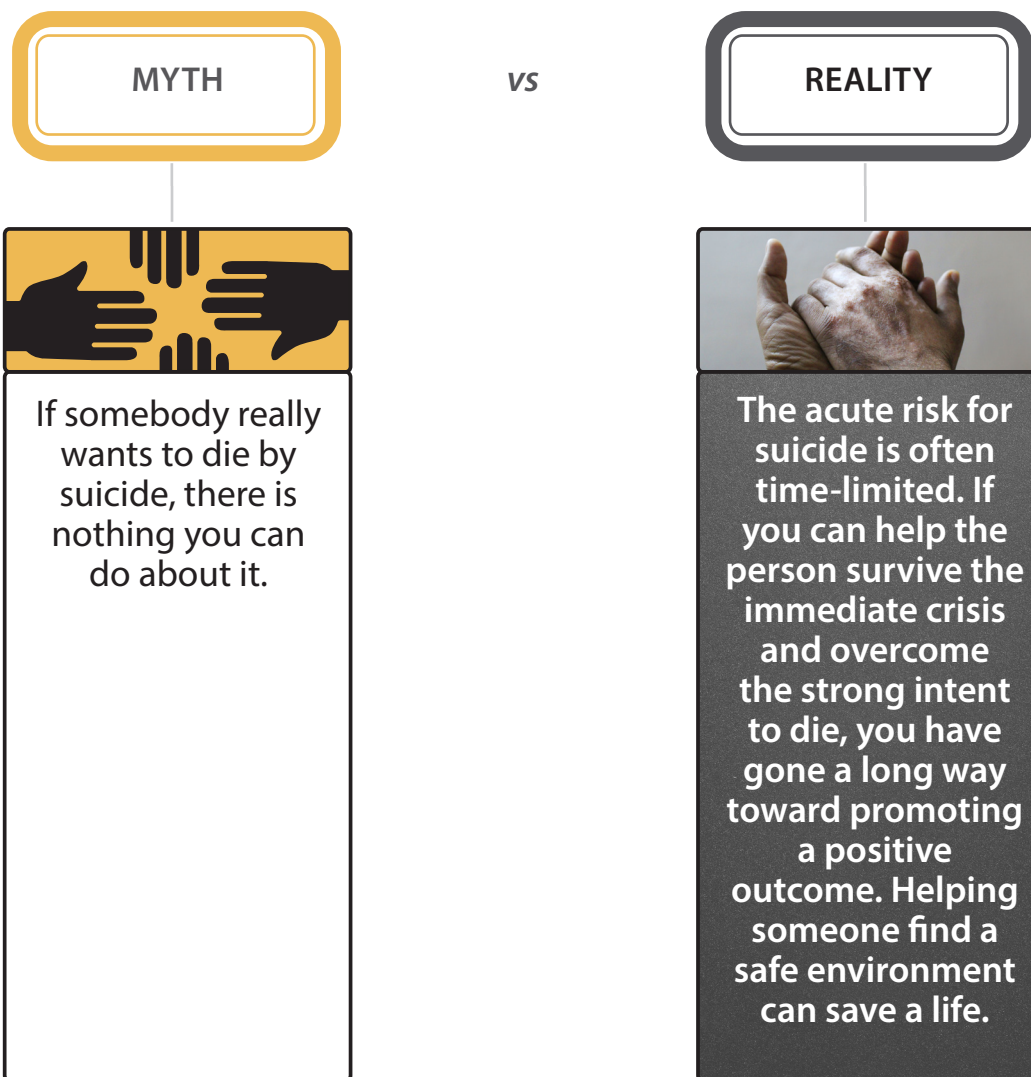 MYTH
vs
REALITY
If somebody really
wants to die by
suicide, there is
nothing you can
do about it.
The acute risk for
suicide is often
time-limited. If
you can help the
person survive the
immediate crisis
and overcome
the strong intent
to die, you have
gone a long way
toward promoting
a positive
outcome. Helping
someone find a
safe environment
can save a life.